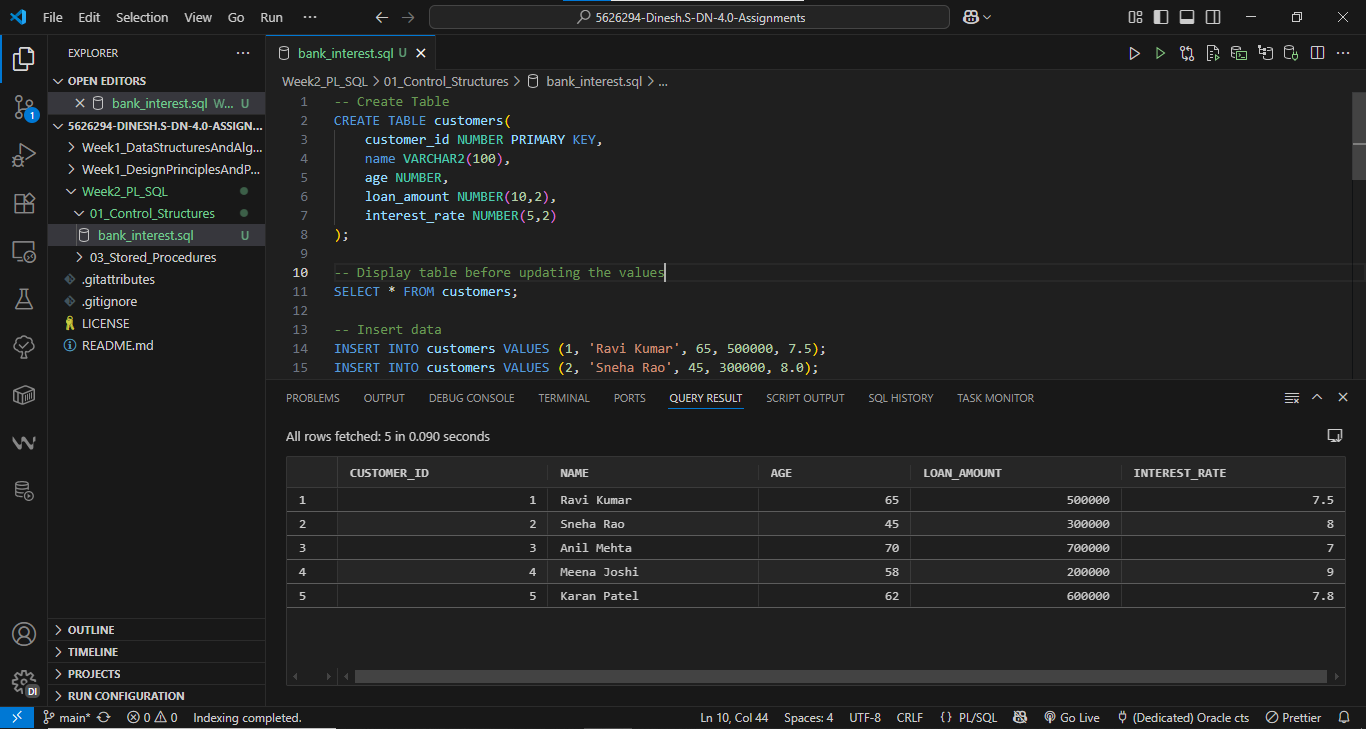 File Edit Selection View Go Run ··· 5626294-Dinesh.S-DN-4.0-Assignments
EXPLORER ···
OPEN EDITORS
bank_interest.sql W... U
5626294-DINESH.S-DN-4.0-ASSIGN...
Week1_DataStructuresAndAlg...
Week1_DesignPrinciplesAndP...
Week2_PL_SQL
01_Control_Structures
bank_interest.sql U
03_Stored_Procedures
.gitattributes
.gitignore
LICENSE
README.md
OUTLINE
TIMELINE
PROJECTS
RUN CONFIGURATION
1
DI
bank_interest.sql U
Week2_PL_SQL > 01_Control_Structures > bank_interest.sql > ...
1 -- Create Table
2 CREATE TABLE customers(
3 customer_id NUMBER PRIMARY KEY,
4 name VARCHAR2(100),
5 age NUMBER,
6 loan_amount NUMBER(10,2),
7 interest_rate NUMBER(5,2)
8 );
9
10 -- Display table before updating the values
11 SELECT * FROM customers;
12
13 -- Insert data
14 INSERT INTO customers VALUES (1, 'Ravi Kumar', 65, 500000, 7.5);
15 INSERT INTO customers VALUES (2, 'Sneha Rao', 45, 300000, 8.0);
PROBLEMS OUTPUT DEBUG CONSOLE TERMINAL PORTS QUERY RESULT SCRIPT OUTPUT SQL HISTORY TASK MONITOR
All rows fetched: 5 in 0.090 seconds
CUSTOMER_ID NAME AGE LOAN_AMOUNT INTEREST_RATE
1 1 Ravi Kumar 65 500000 7.5
2 2 Sneha Rao 45 300000 8
3 3 Anil Mehta 70 700000 7
4 4 Meena Joshi 58 200000 9
5 5 Karan Patel 62 600000 7.8
main* 0 0 Indexing completed. Ln 10, Col 44 Spaces: 4 UTF-8 CRLF {} PL/SQL Go Live (Dedicated) Oracle cts Prettier